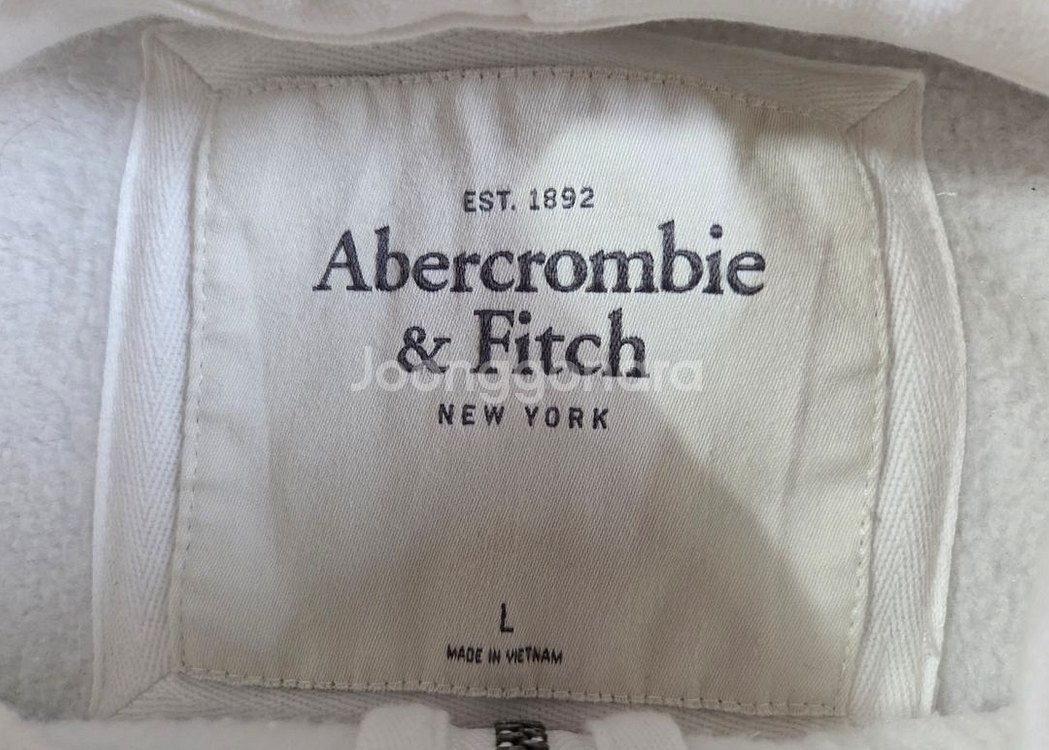 EST. 1892
Abercrombie
& Fitch
Joonggonara
NEW YORK
L
MADE IN VIETNAM